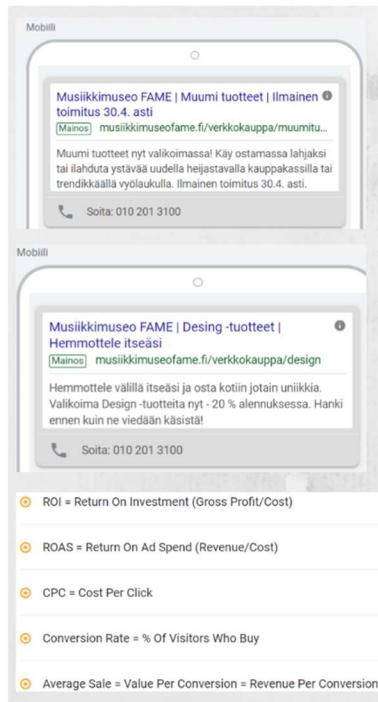 Mobiili
Musiikkimuseo FAME | Muumi tuotteet | Ilmainen
toimitus 30.4. asti
Mainos musiikkimuseofame.fi/verkkokauppa/muumitu...
Muumi tuotteet nyt valikoimassa! Käy ostamassa lahjaksi
tai ilahduta ystävää uudella heijastavalla kauppakassilla tai
trendikkäällä vyölaukulla. Ilmainen toimitus 30.4. asti.
Soita: 010 201 3100
Mobiili
Musiikkimuseo FAME | Desing -tuotteet |
Hemmottele itseäsi
Mainos musiikkimuseofame.fi/verkkokauppa/design
Hemmottele välillä itseäsi ja osta kotiin jotain uniikkia.
Valikoima Design -tuotteita nyt - 20 % alennuksessa. Hanki
ennen kuin ne viedään käsistä!
Soita: 010 201 3100
ROI = Return On Investment (Gross Profit/Cost)
ROAS = Return On Ad Spend (Revenue/Cost)
CPC = Cost Per Click
Conversion Rate = % Of Visitors Who Buy
Average Sale = Value Per Conversion = Revenue Per Conversion